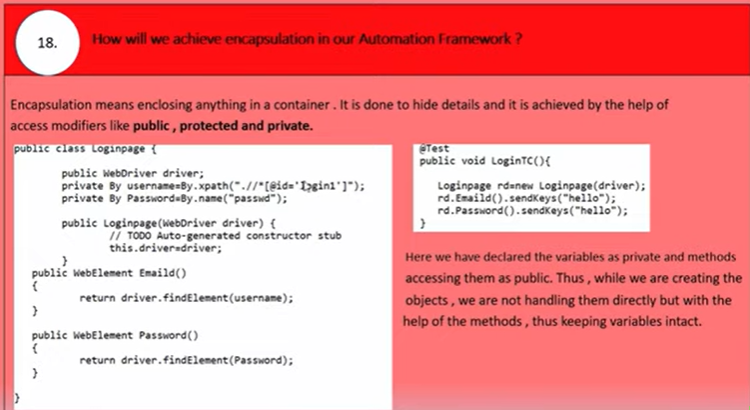 18.
How will we achieve encapsulation in our Automation Framework ?
Encapsulation means enclosing anything in a container . It is done to hide details and it is achieved by the help of
access modifiers like public , protected and private.
public class Loginpage {
public WebDriver driver;
private By username=By.xpath(".//*[@id='login1']");
private By Password=By.name("passwd");
public Loginpage(WebDriver driver) {
// TODO Auto-generated constructor stub
this.driver=driver;
}
public WebElement Emaild()
{
return driver.findElement(username);
}
public WebElement Password()
{
return driver.findElement(Password);
}
}
@Test
public void LoginTC(){
Loginpage rd=new Loginpage(driver);
rd.Emaild().sendKeys("hello");
rd.Password().sendKeys("hello");
}
Here we have declared the variables as private and methods
accessing them as public. Thus , while we are creating the
objects , we are not handling them directly but with the
help of the methods , thus keeping variables intact.